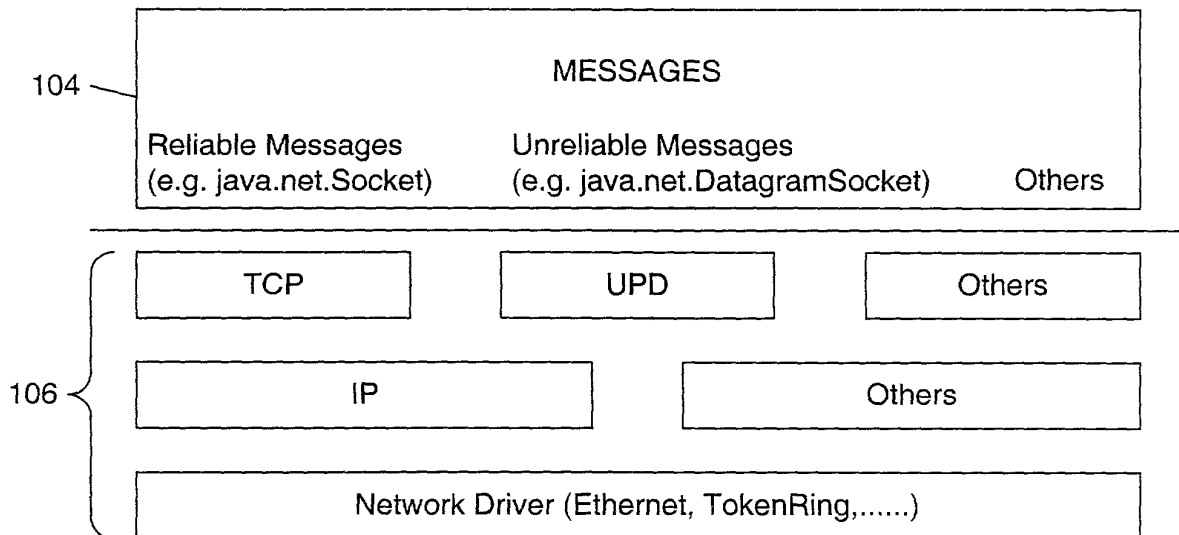 MESSAGES
104
Reliable Messages
(e.g. java.net.Socket)
Unreliable Messages
(e.g. java.net.DatagramSocket)
Others
TCP
UPD
Others
106
IP
Others
Network Driver (Ethernet, TokenRing,......)